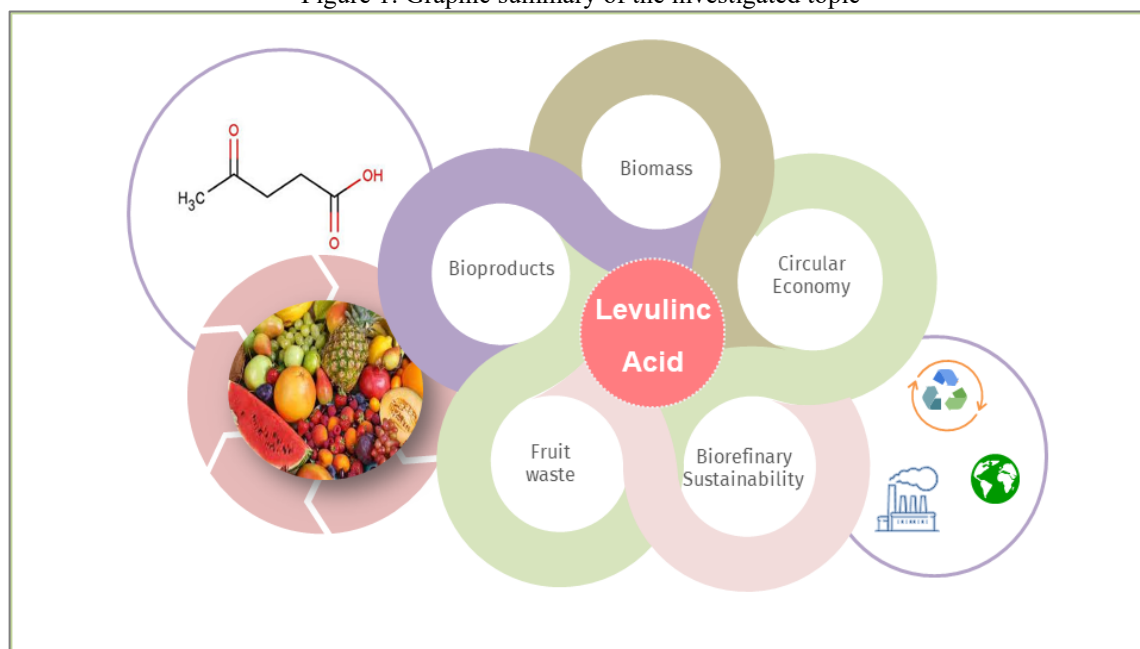 Figure 1. Graphic summary of the investigated topic
O
H3C
OH
O
Biomass
Bioproducts
Circular
Economy
Levulinc
Acid
Fruit
waste
Biorefinary
Sustainability